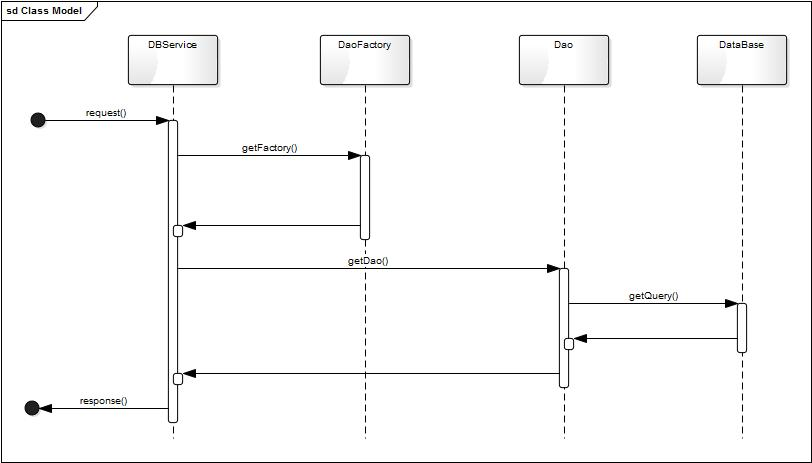 sd Class Model
DBService
DaoFactory
Dao
DataBase
request()
getFactory()
getDao()
getQuery()
response()